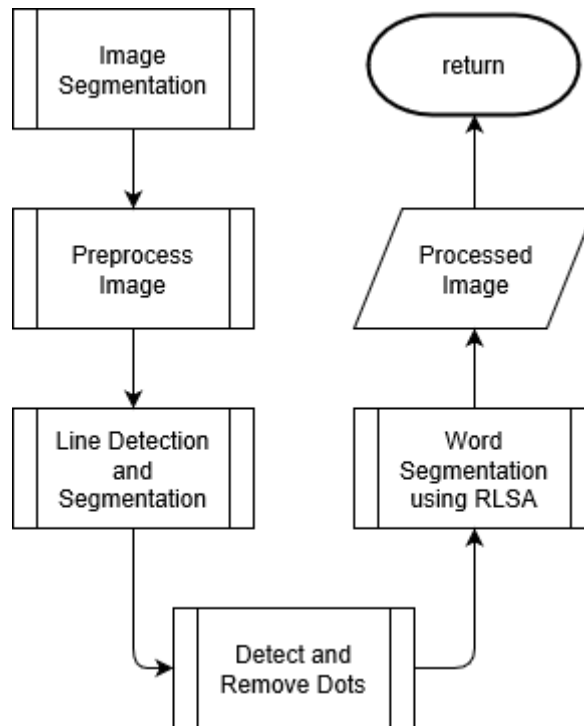 Image
Segmentation
Preprocess
Image
Line Detection
and
Segmentation
Detect and
Remove Dots
Word
Segmentation
using RLSA
Processed
Image
return